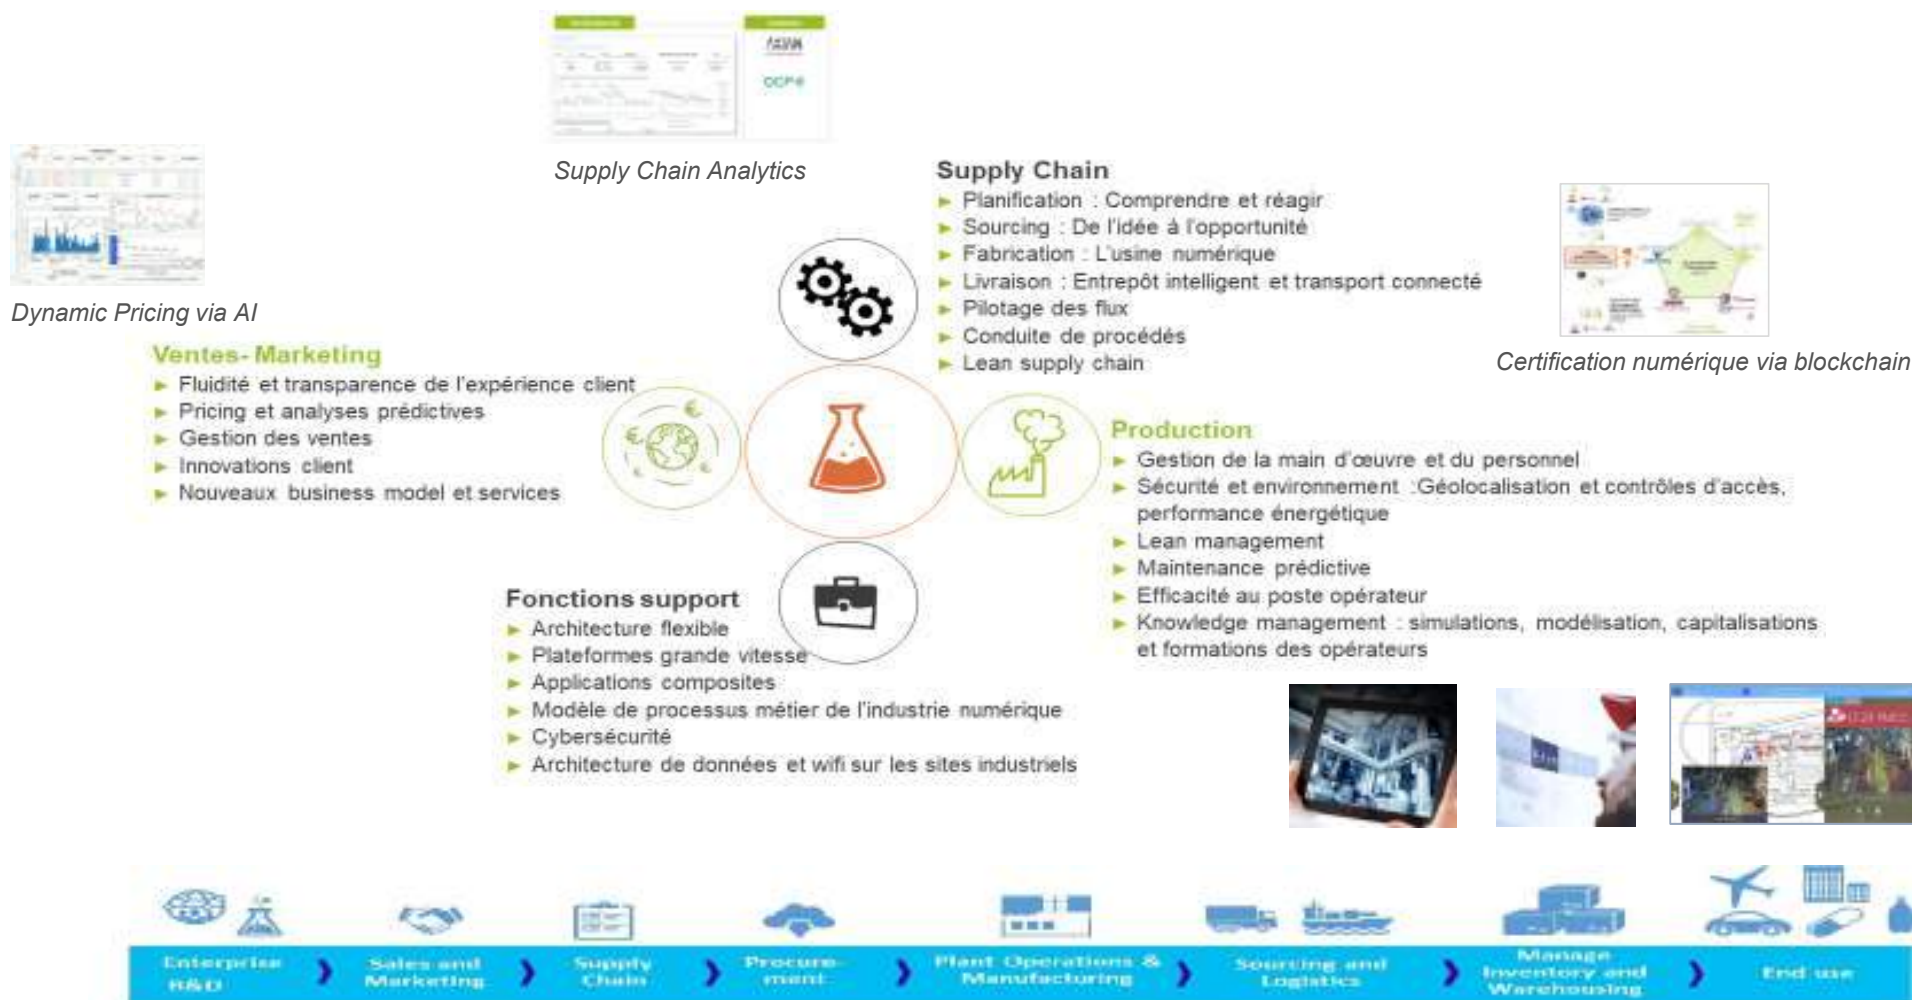 OCP
Supply Chain Analytics
Dynamic Pricing via AI
Supply Chain
► Planification : Comprendre et réagir
► Sourcing : De l'idée à l'opportunité
► Fabrication : L'usine numérique
► Livraison : Entrepôt intelligent et transport connecté
► Pilotage des flux
► Conduite de procédés
► Lean supply chain
Certification numérique via blockchain
Ventes- Marketing
► Fluidité et transparence de l'expérience client
► Pricing et analyses prédictives
► Gestion des ventes
► Innovations client
► Nouveaux business model et services
Production
► Gestion de la main d'œuvre et du personnel
► Sécurité et environnement :Géolocalisation et contrôles d'accès,
performance énergétique
► Lean management
► Maintenance prédictive
► Efficacité au poste opérateur
► Knowledge management : simulations, modélisation, capitalisations
et formations des opérateurs
Fonctions support
► Architecture flexible
► Plateformes grande vitesse
► Applications composites
► Modèle de processus métier de l'industrie numérique
► Cybersécurité
► Architecture de données et wifi sur les sites industriels
Enterprise
R&D
Sales and
Marketing
Supply
Chain
Procure-
ment
Plant Operations &
Manufacturing
Sourcing and
Logistics
Manage
Inventory and
Warehousing
End use